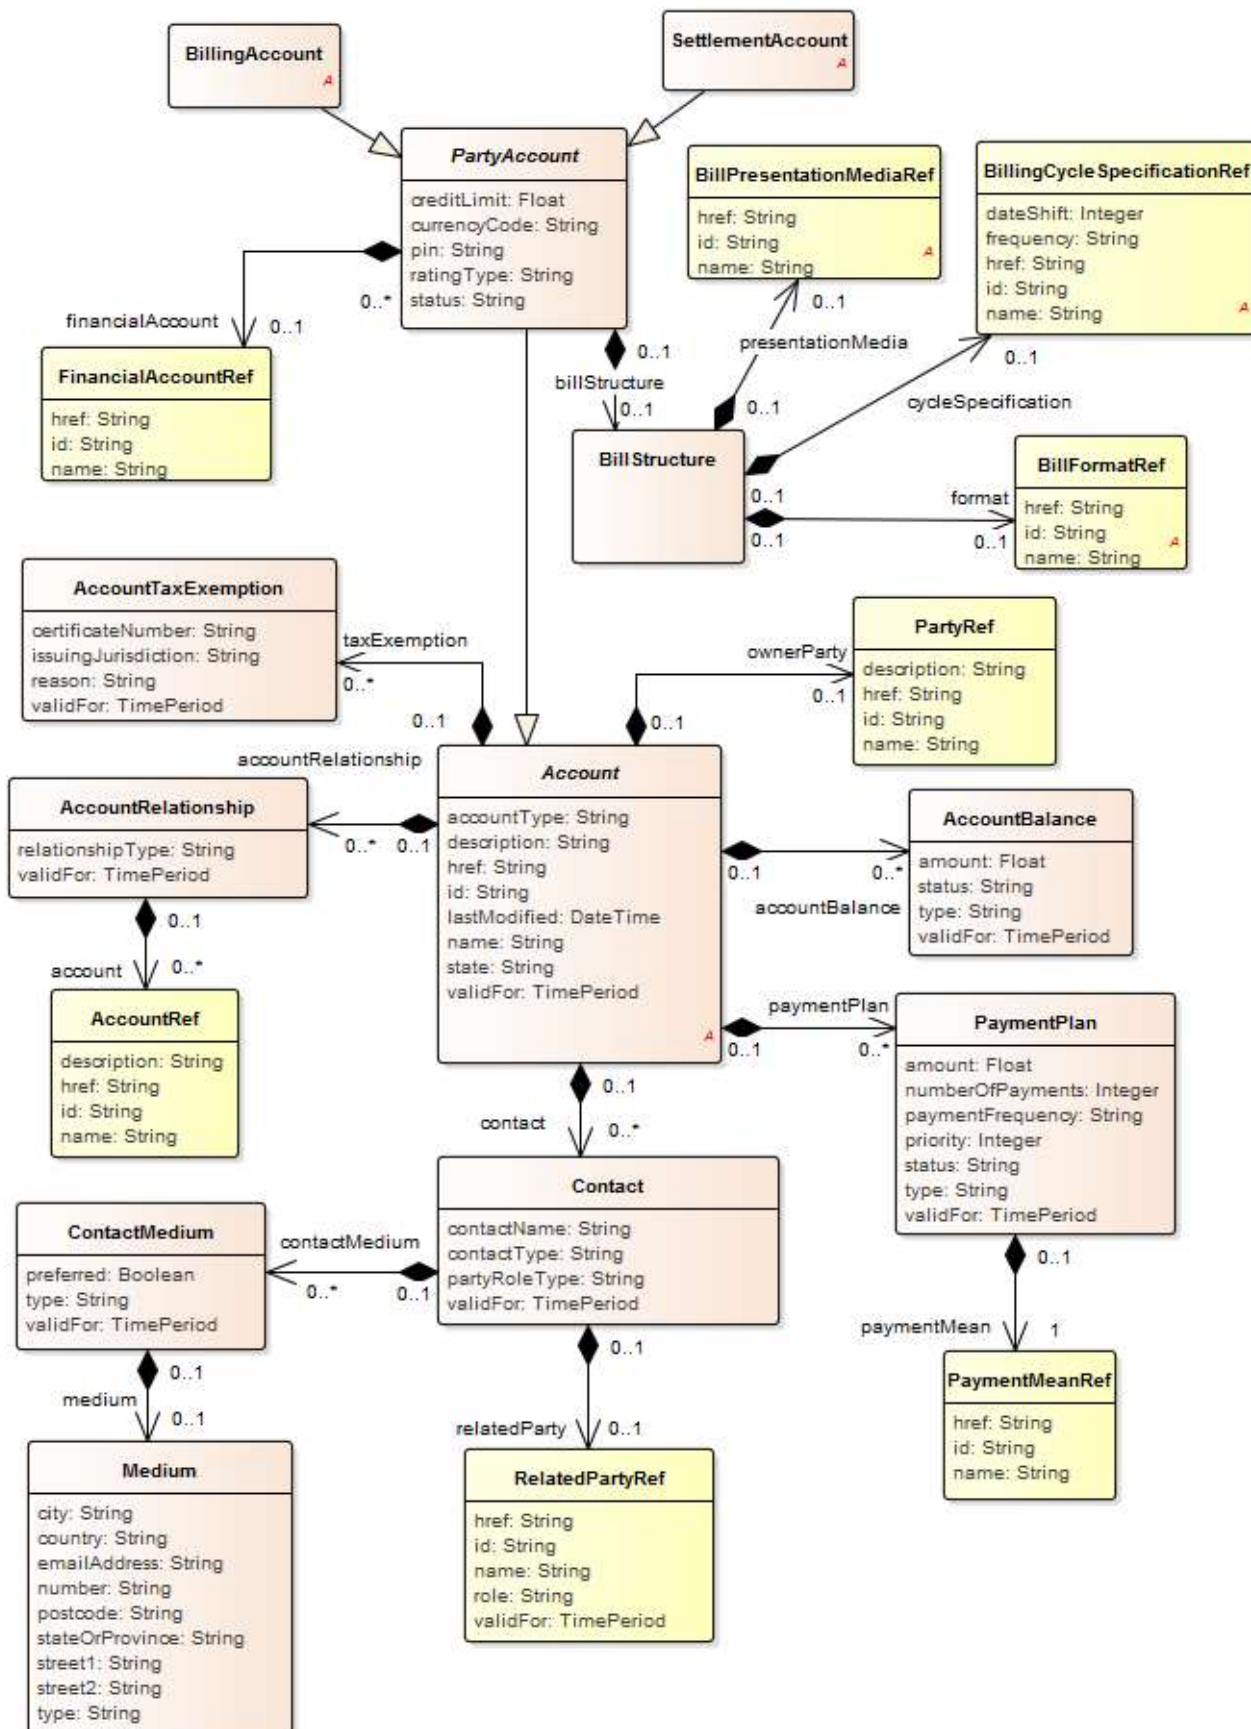 BillingAccount
A
SettlementAccount
A
PartyAccount
creditLimit: Float
currencyCode: String
pin: String
ratingType: String
status: String
BillPresentationMediaRef
href: String
id: String
name: String
A
BillingCycleSpecificationRef
dateShift: Integer
frequency: String
href: String
id: String
name: String
A
0..*
financialAccount
0..1
FinancialAccountRef
href: String
id: String
name: String
0..1
billStructure
0..1
0..1
presentationMedia
0..1
0..1
cycleSpecification
0..1
BillStructure
format
0..1
0..1
BillFormatRef
href: String
id: String
name: String
A
AccountTaxExemption
certificateNumber: String
issuingJurisdiction: String
reason: String
validFor: TimePeriod
taxExemption
0..*
0..1
ownerParty
0..1
0..1
PartyRef
description: String
href: String
id: String
name: String
accountRelationship
AccountRelationship
relationshipType: String
validFor: TimePeriod
0..*
0..1
Account
accountType: String
description: String
href: String
id: String
lastModified: DateTime
name: String
state: String
validFor: TimePeriod
A
0..1
0..*
accountBalance
AccountBalance
amount: Float
status: String
type: String
validFor: TimePeriod
0..1
account
0..*
AccountRef
description: String
href: String
id: String
name: String
paymentPlan
0..1
0..*
PaymentPlan
amount: Float
numberOfPayments: Integer
paymentFrequency: String
priority: Integer
status: String
type: String
validFor: TimePeriod
0..1
contact
0..*
Contact
contactName: String
contactType: String
partyRoleType: String
validFor: TimePeriod
contactMedium
0..*
0..1
ContactMedium
preferred: Boolean
type: String
validFor: TimePeriod
0..1
paymentMean
1
PaymentMeanRef
href: String
id: String
name: String
0..1
medium
0..1
Medium
city: String
country: String
emailAddress: String
number: String
postcode: String
stateOrProvince: String
street1: String
street2: String
type: String
0..1
relatedParty
0..1
RelatedPartyRef
href: String
id: String
name: String
role: String
validFor: TimePeriod